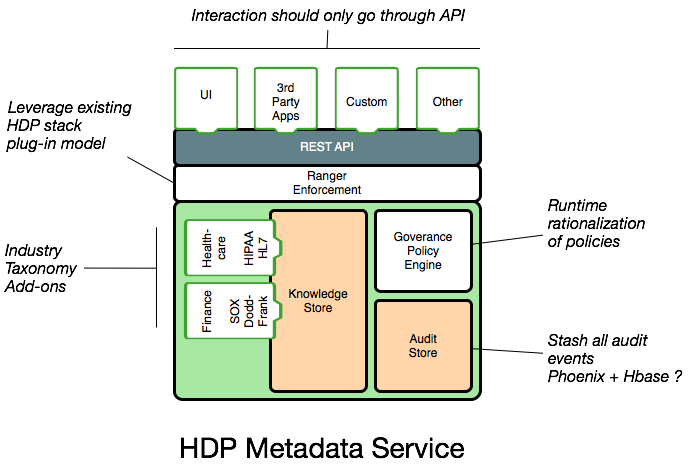 Interaction should only go through API
UI
3rd
Party
Apps
Custom
Other
Leverage existing
HDP stack
plug-in model
REST API
Ranger
Enforcement
Industry
Taxonomy
Add-ons
Health-
care
HIPAA
HL7
Finance
SOX
Dodd-
Frank
Knowledge
Store
Goverance
Policy
Engine
Runtime
rationalization
of policies
Audit
Store
Stash all audit
events
Phoenix + Hbase ?
HDP Metadata Service